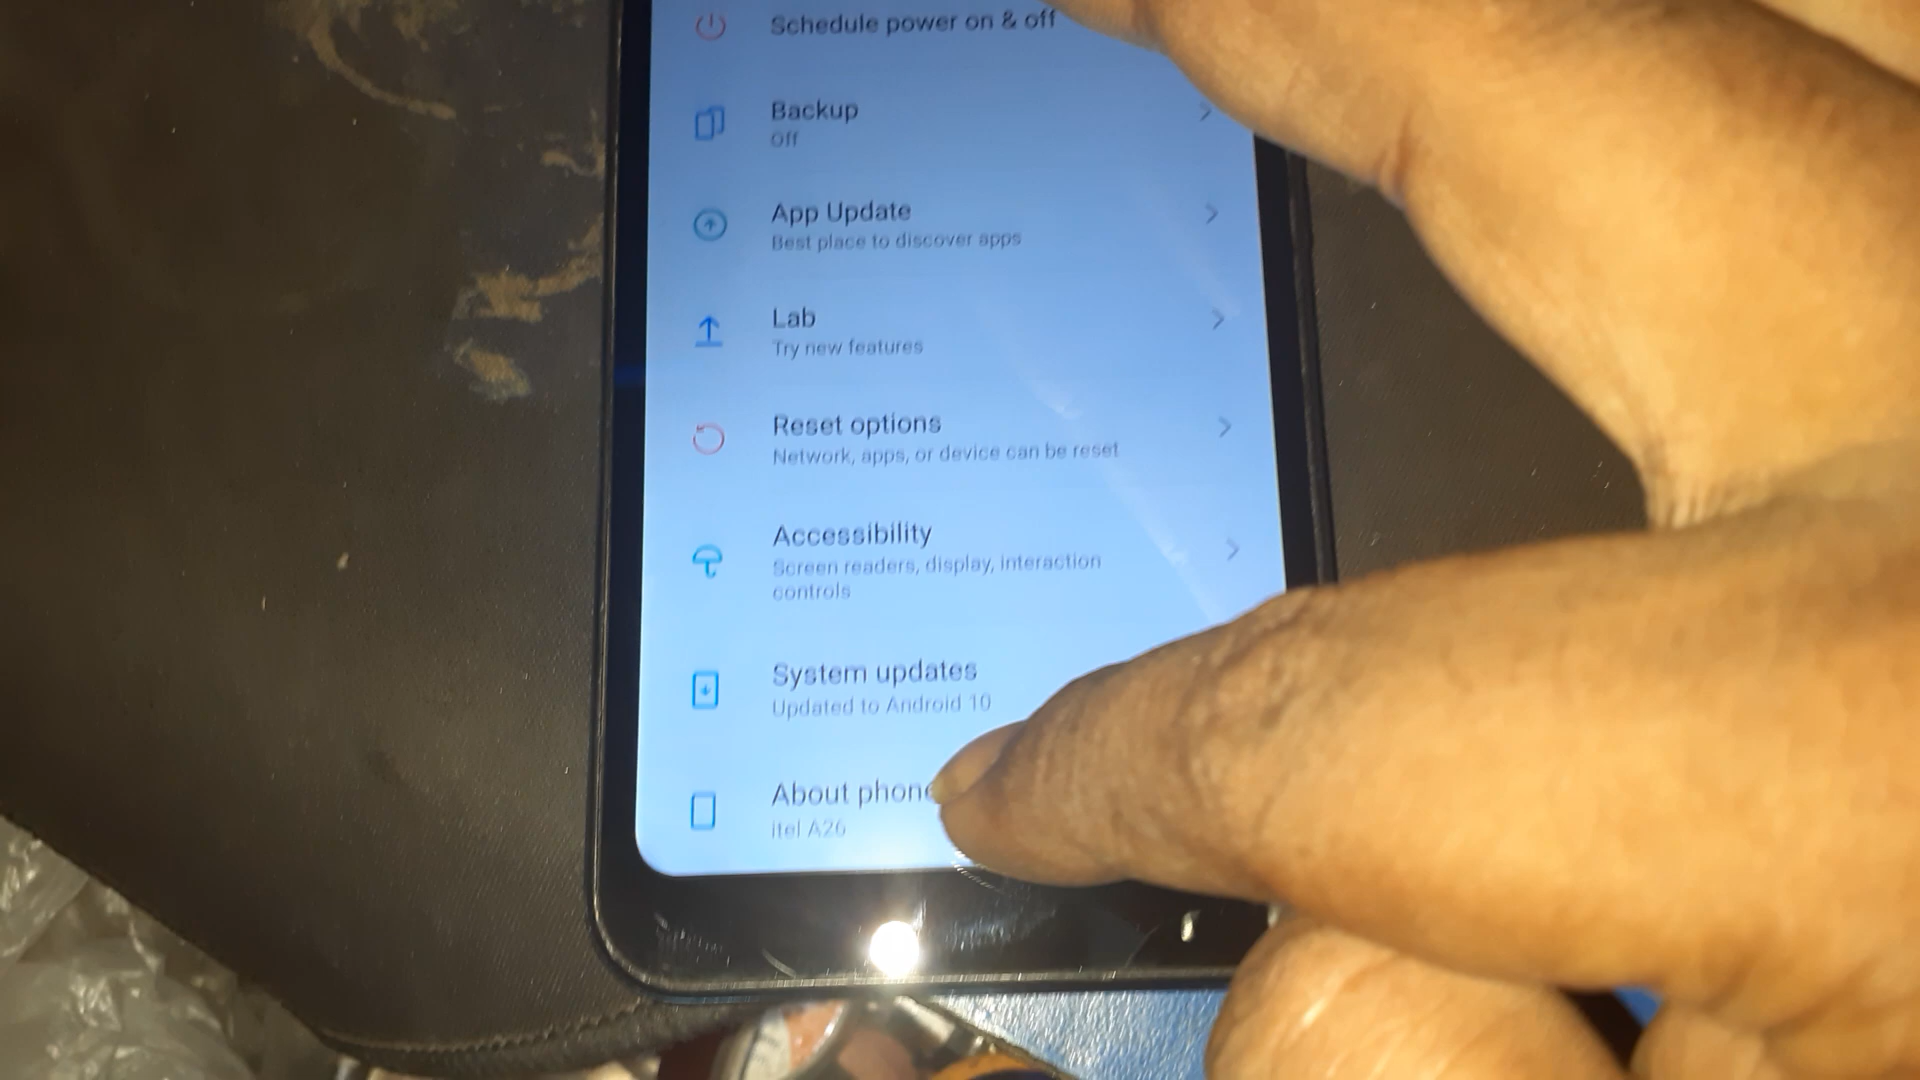 Schedule power on & off
Backup
Off
App Update
Best place to discover apps
Lab
Try new features
Reset options
Network, apps, or device can be reset
Accessibility
Screen readers, display, interaction
controls
System updates
Updated to Android 10
About phone
itel A26